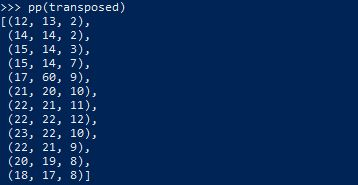 >>> pp(transposed)
[(12, 13, 2),
 (14, 14, 2),
 (15, 14, 3),
 (15, 14, 7),
 (17, 60, 9),
 (21, 20, 10),
 (22, 21, 11),
 (22, 22, 12),
 (23, 22, 10),
 (22, 21, 9),
 (20, 19, 8),
 (18, 17, 8)]